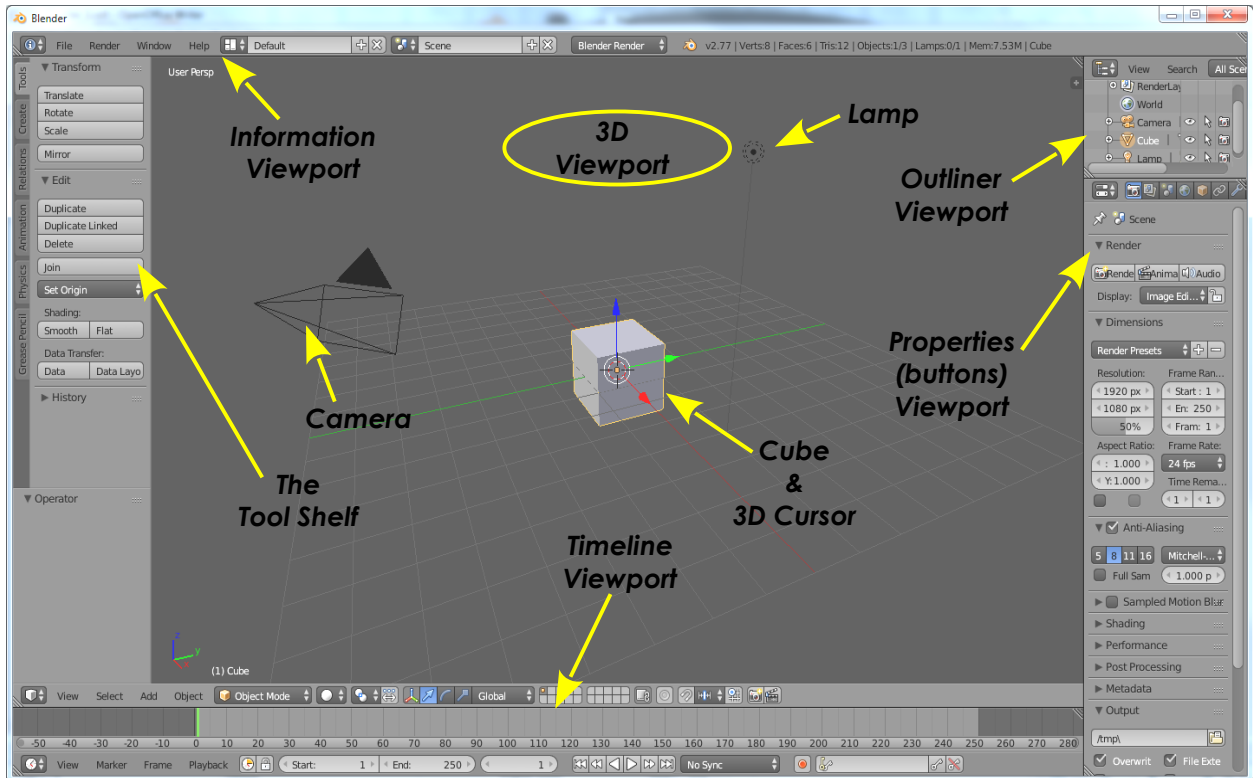 Blender
File Render Window Help Default Scene Blender Render v2.77 | Verts:8 | Faces:6 | Tris:12 | Objects:1/3 | Lamps:0/1 | Mem:7.53M | Cube
Tools
Create
Relations
Animation
Physics
Grease Pencil
Transform
Translate
Rotate
Scale
Mirror
Edit
Duplicate
Duplicate Linked
Delete
Join
Set Origin
Shading:
Smooth Flat
Data Transfer:
Data Data Layo
History
Operator
User Persp
Information
Viewport
3D
Viewport
Lamp
Outliner
Viewport
Camera
The
Tool Shelf
Properties
(buttons)
Viewport
Cube
&
3D Cursor
Timeline
Viewport
z
y
(1) Cube
View Search All Scen
RenderLay
World
Camera
Cube
Lamp
Scene
Render
Rende Anima Audio
Display: Image Edi...
Dimensions
Render Presets
Resolution: Frame Ran...
1920 px Start : 1
1080 px En: 250
50% Fram: 1
Aspect Ratio: Frame Rate:
: 1.000 24 fps
Y: 1.000 Time Rema...
1 1
Anti-Aliasing
5 8 11 16 Mitchell-...
Full Sam 1.000 p
Sampled Motion Blur
Shading
Performance
Post Processing
Metadata
Output
/tmp\
Overwrit File Exte
View Select Add Object Object Mode Global
-50 -40 -30 -20 -10 0 10 20 30 40 50 60 70 80 90 100 110 120 130 140 150 160 170 180 190 200 210 220 230 240 250 260 270 280
View Marker Frame Playback Start: 1 End: 250 1 No Sync